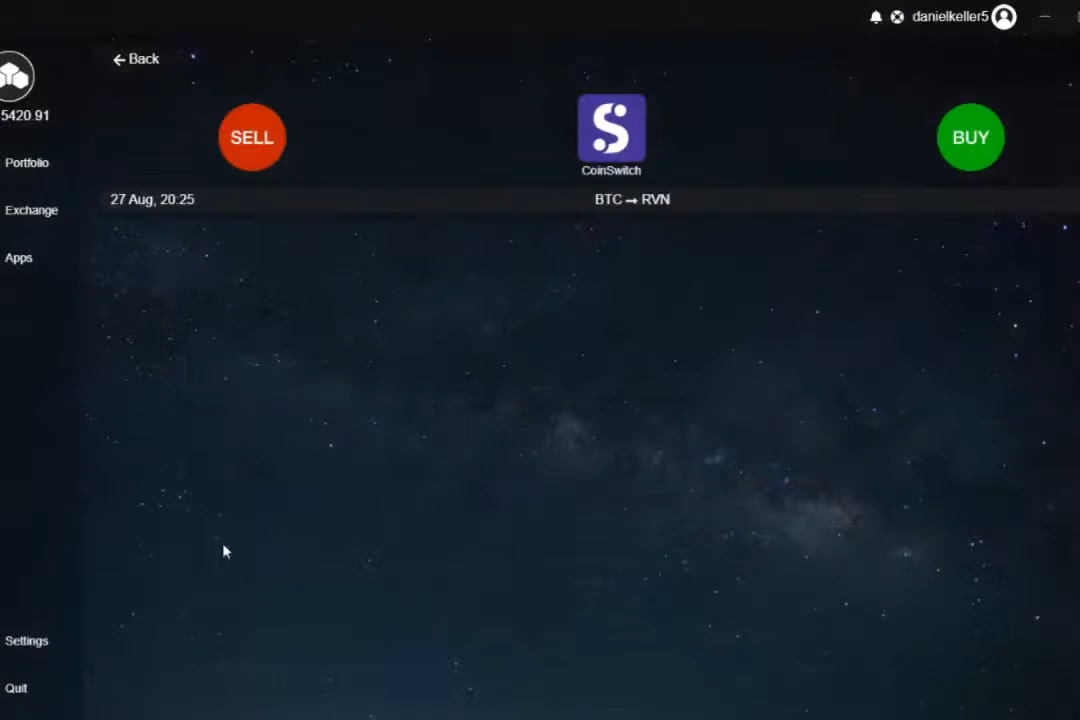 danielkeller5
Back
5420 91
SELL
BUY
CoinSwitch
Portfolio
27 Aug, 20:25
BTC → RVN
Exchange
Apps
Settings
Quit